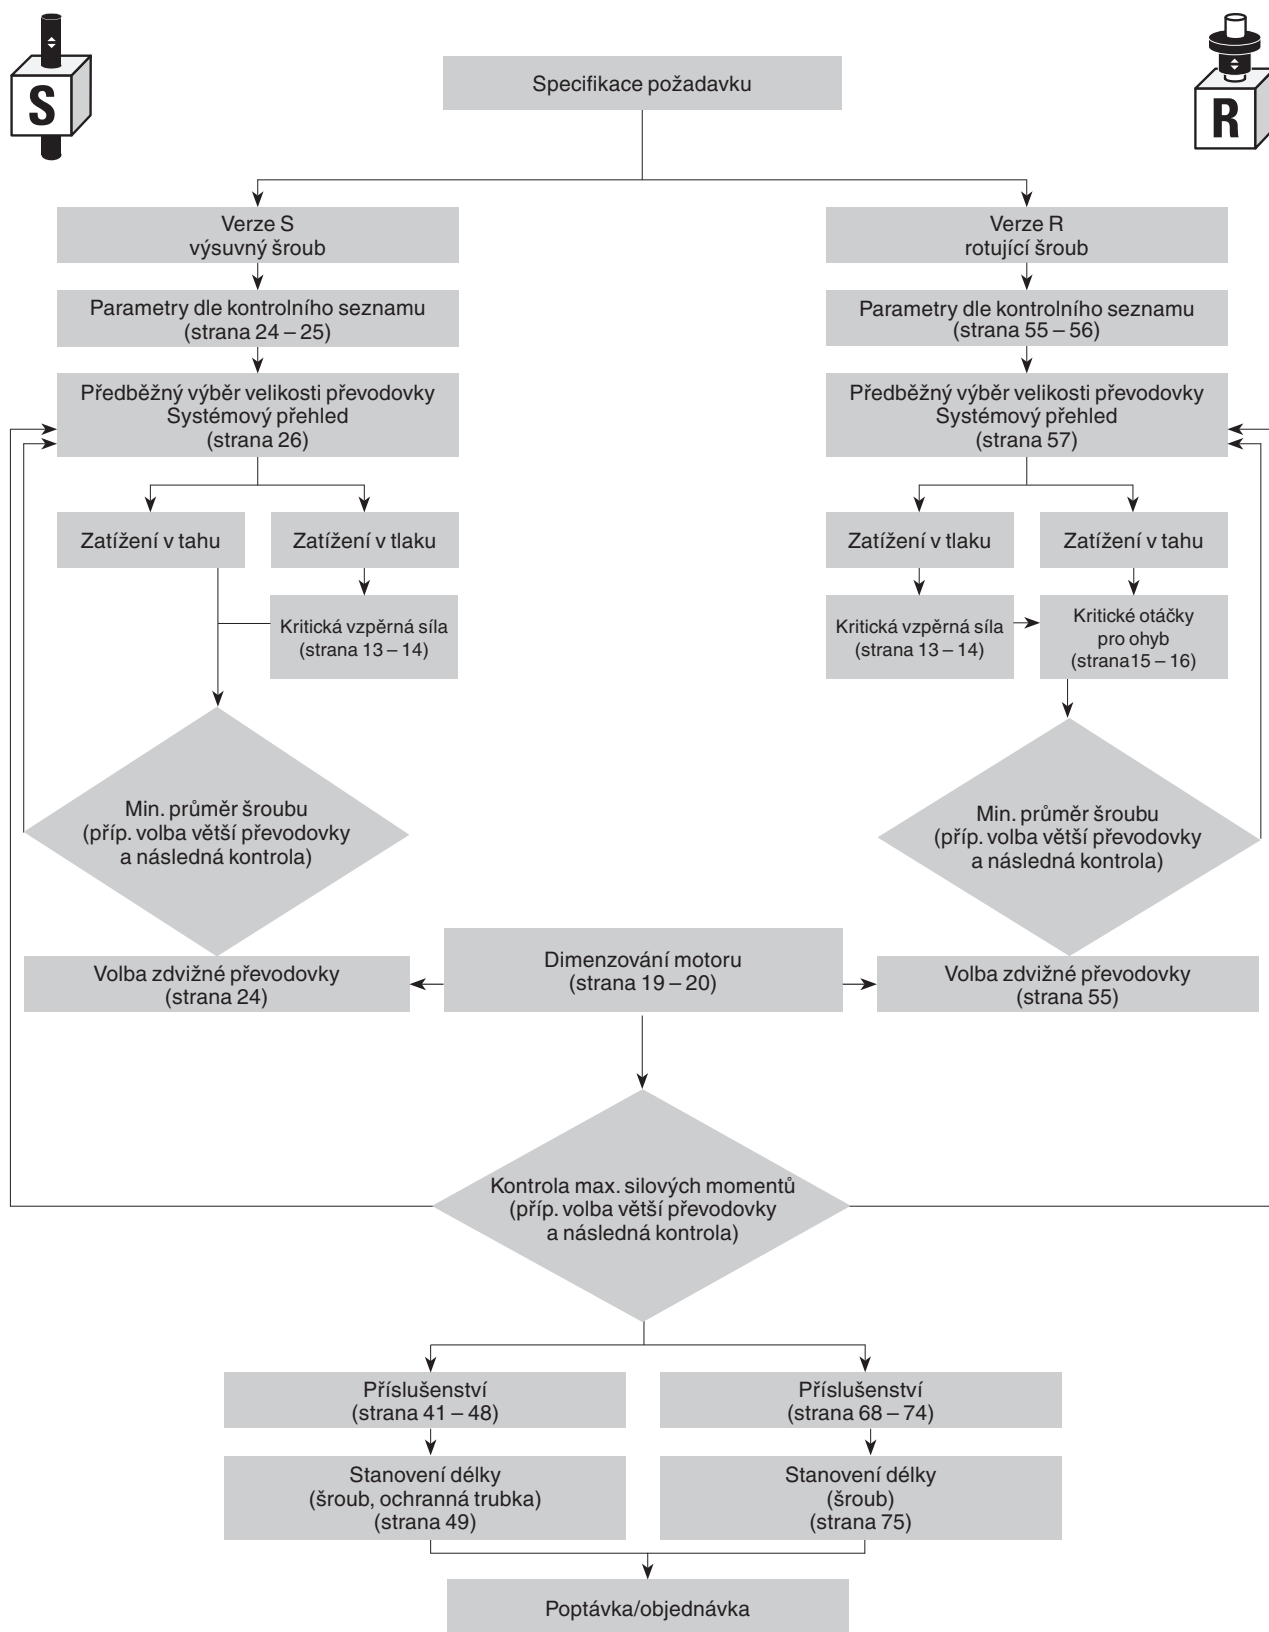 S
R
Specifikace požadavku
Verze S
výsuvný šroub
Verze R
rotující šroub
Parametry dle kontrolního seznamu
(strana 24 – 25)
Parametry dle kontrolního seznamu
(strana 55 – 56)
Předběžný výběr velikosti převodovky
Systémový přehled
(strana 26)
Předběžný výběr velikosti převodovky
Systémový přehled
(strana 57)
Zatížení v tahu
Zatížení v tlaku
Zatížení v tlaku
Zatížení v tahu
Kritická vzpěrná síla
(strana 13 – 14)
Kritická vzpěrná síla
(strana 13 – 14)
Kritické otáčky
pro ohyb
(strana15 – 16)
Min. průměr šroubu
(příp. volba větší převodovky
a následná kontrola)
Min. průměr šroubu
(příp. volba větší převodovky
a následná kontrola)
Volba zdvižné převodovky
(strana 24)
Dimenzování motoru
(strana 19 – 20)
Volba zdvižné převodovky
(strana 55)
Kontrola max. silových momentů
(příp. volba větší převodovky
a následná kontrola)
Příslušenství
(strana 41 – 48)
Příslušenství
(strana 68 – 74)
Stanovení délky
(šroub, ochranná trubka)
(strana 49)
Stanovení délky
(šroub)
(strana 75)
Poptávka/objednávka